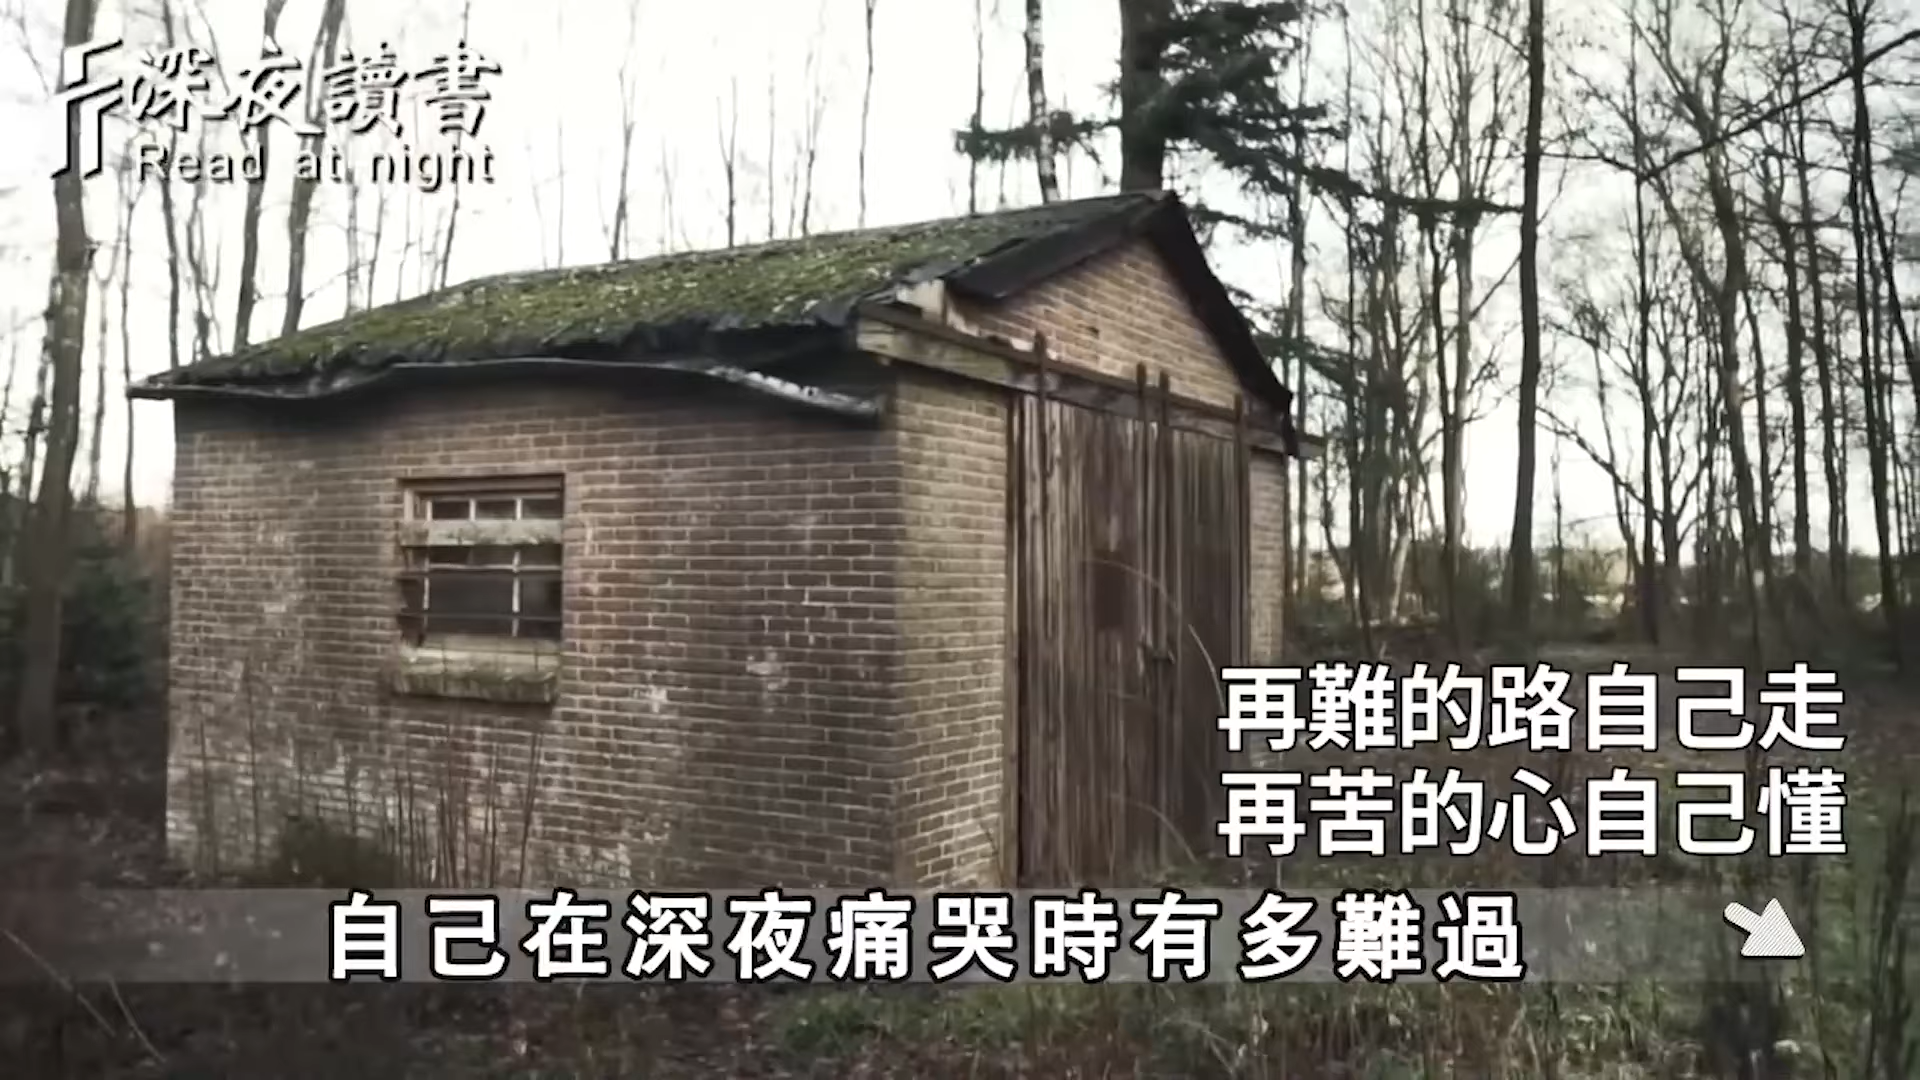 深夜讀書
Read at night
再難的路自己走
再苦的心自己懂
自己在深夜痛哭時有多難過